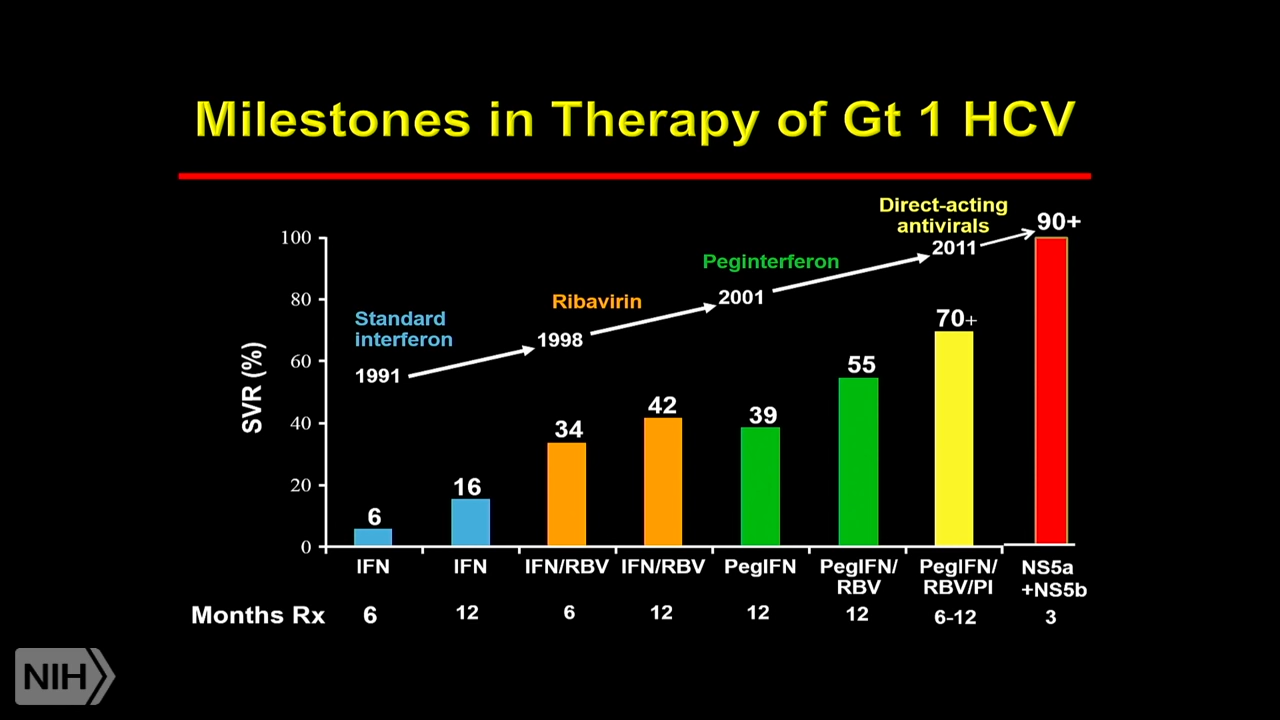 Milestones in Therapy of Gt 1 HCV
Direct-acting
antivirals
90+
2011
100
Peginterferon
2001
80
Ribavirin
Standard
interferon
1998
1991
70+
60
55
SVR (%)
40
42
39
34
20
16
6
0
IFN
IFN
IFN/RBV
IFN/RBV
PegIFN
PegIFN/
RBV
PegIFN/
RBV/PI
NS5a
+NS5b
Months Rx 6 12 6 12 12 12 6-12 3
NIH